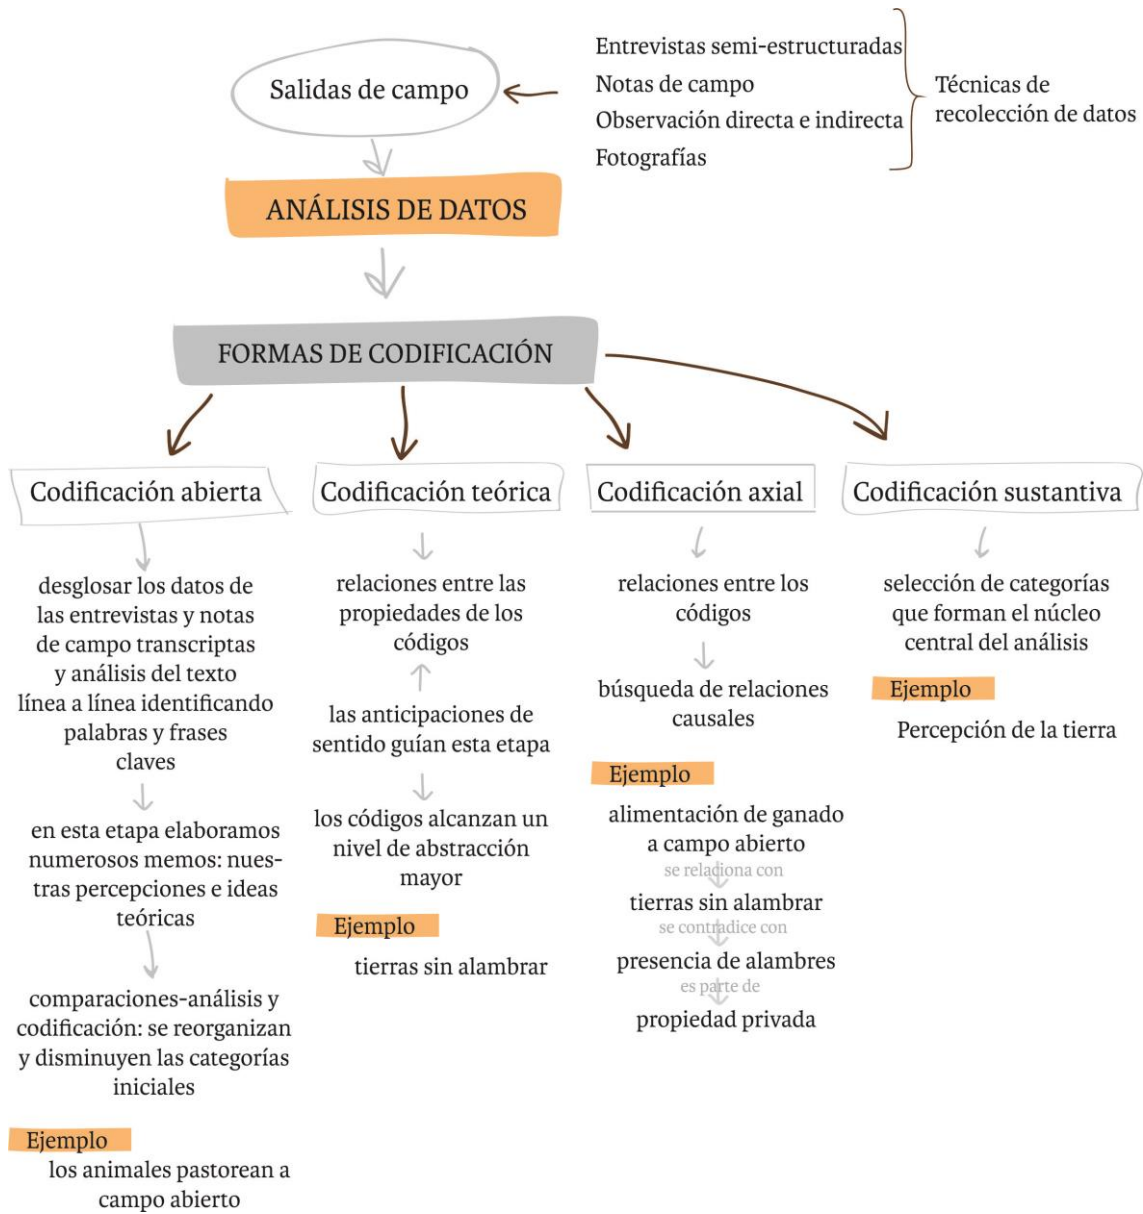 Salidas de campo
Entrevistas semi-estructuradas
Notas de campo
Observación directa e indirecta
Fotografías
Técnicas de
recolección de datos
ANÁLISIS DE DATOS
FORMAS DE CODIFICACIÓN
Codificación abierta
desglosar los datos de
las entrevistas y notas
de campo transcriptas
y análisis del texto
línea a línea identificando
palabras y frases
claves
en esta etapa elaboramos
numerosos memos: nues-
tras percepciones e ideas
teóricas
comparaciones-análisis y
codificación: se reorganizan
y disminuyen las categorías
iniciales
Ejemplo
los animales pastorean a
campo abierto
Codificación teórica
relaciones entre las
propiedades de los
códigos
las anticipaciones de
sentido guían esta etapa
los códigos alcanzan un
nivel de abstracción
mayor
Ejemplo
tierras sin alambrar
Codificación axial
relaciones entre los
códigos
búsqueda de relaciones
causales
Ejemplo
alimentación de ganado
a campo abierto
se relaciona con
tierras sin alambrar
se contradice con
presencia de alambres
es parte de
propiedad privada
Codificación sustantiva
selección de categorías
que forman el núcleo
central del análisis
Ejemplo
Percepción de la tierra